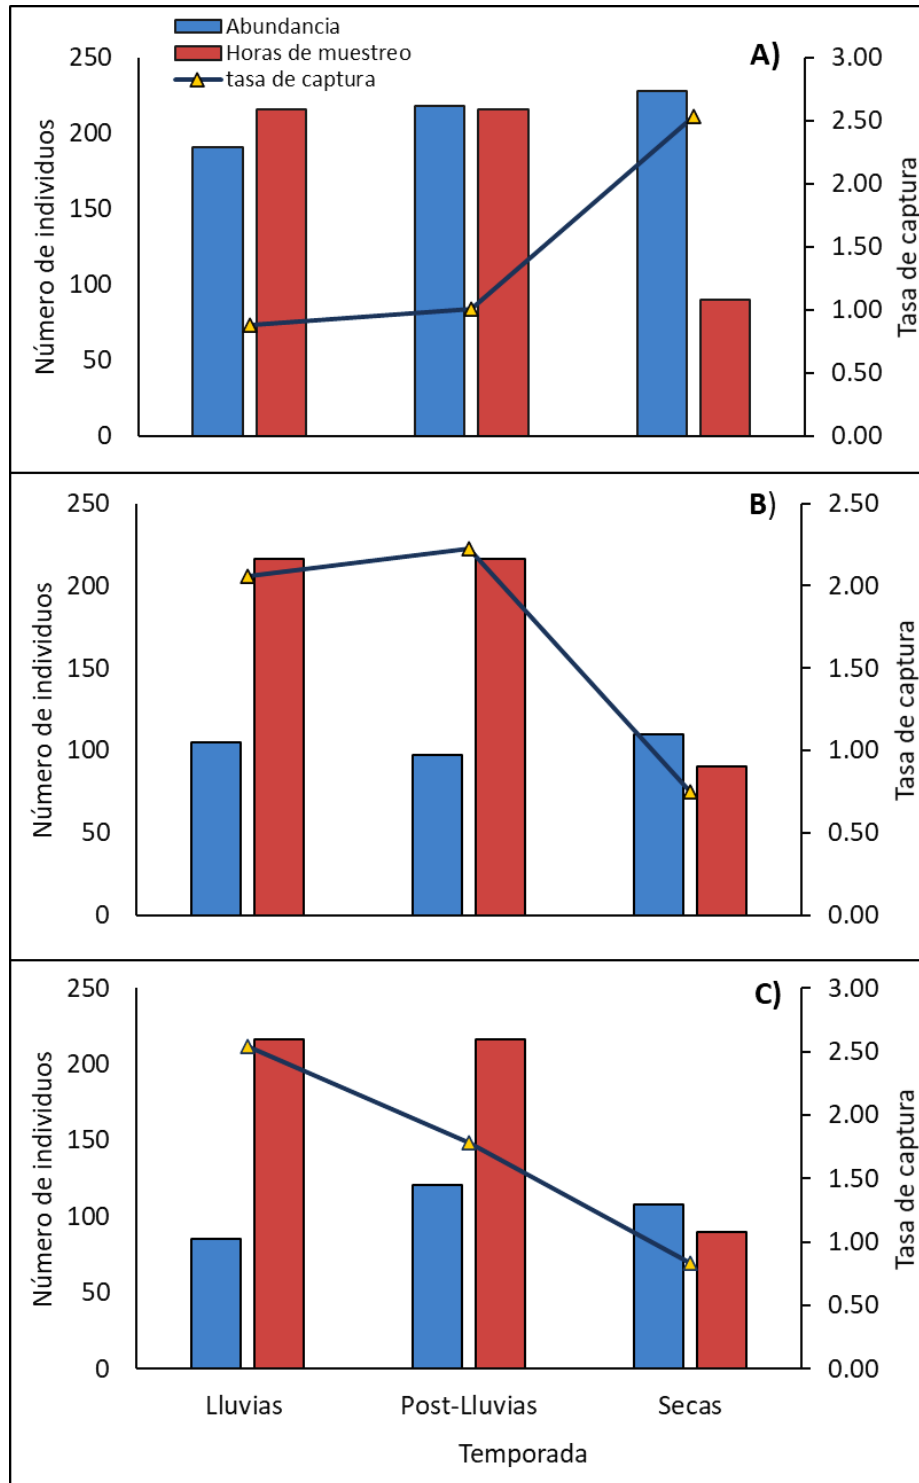 Abundancia
Horas de muestreo
tasa de captura
A)
250
200
150
100
50
0
Número de individuos
3.00
2.50
2.00
1.50
1.00
0.50
0.00
Tasa de captura
B)
250
200
150
100
50
0
Número de individuos
2.50
2.00
1.50
1.00
0.50
0.00
Tasa de captura
C)
250
200
150
100
50
0
Número de individuos
3.00
2.50
2.00
1.50
1.00
0.50
0.00
Tasa de captura
Lluvias Post-Lluvias Secas
Temporada